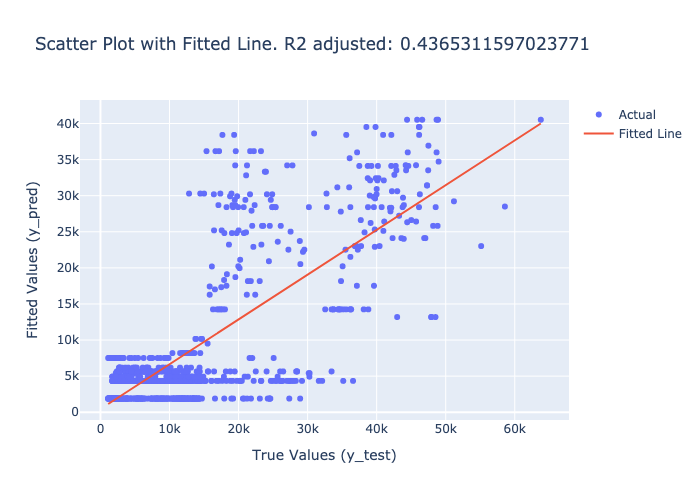 Scatter Plot with Fitted Line. R2 adjusted: 0.4365311597023771
Actual
Fitted Line
40k
35k
30k
25k
20k
15k
10k
5k
0
Fitted Values (y_pred)
0
10k
20k
30k
40k
50k
60k
True Values (y_test)